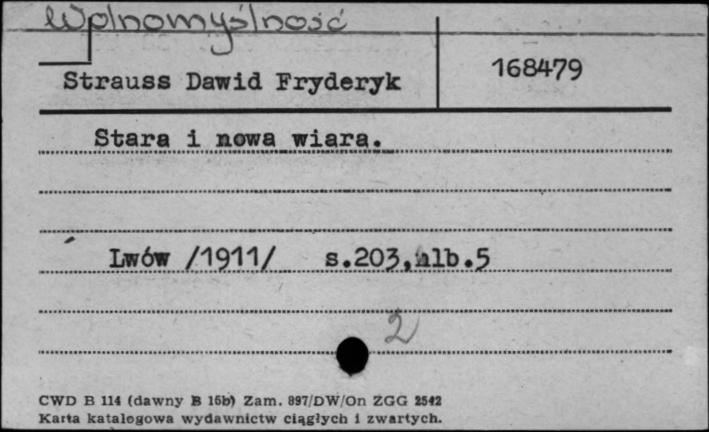 Wolnomyślność
Strauss Dawid Fryderyk
168479
Stara i nowa wiara.
Lwów /1911/ s.203,nlb.5
2
CWD B 114 (dawny B 16b) Zam. 897/DW/On ZGG 2542
Karta katalogowa wydawnictw ciągłych i zwartych.